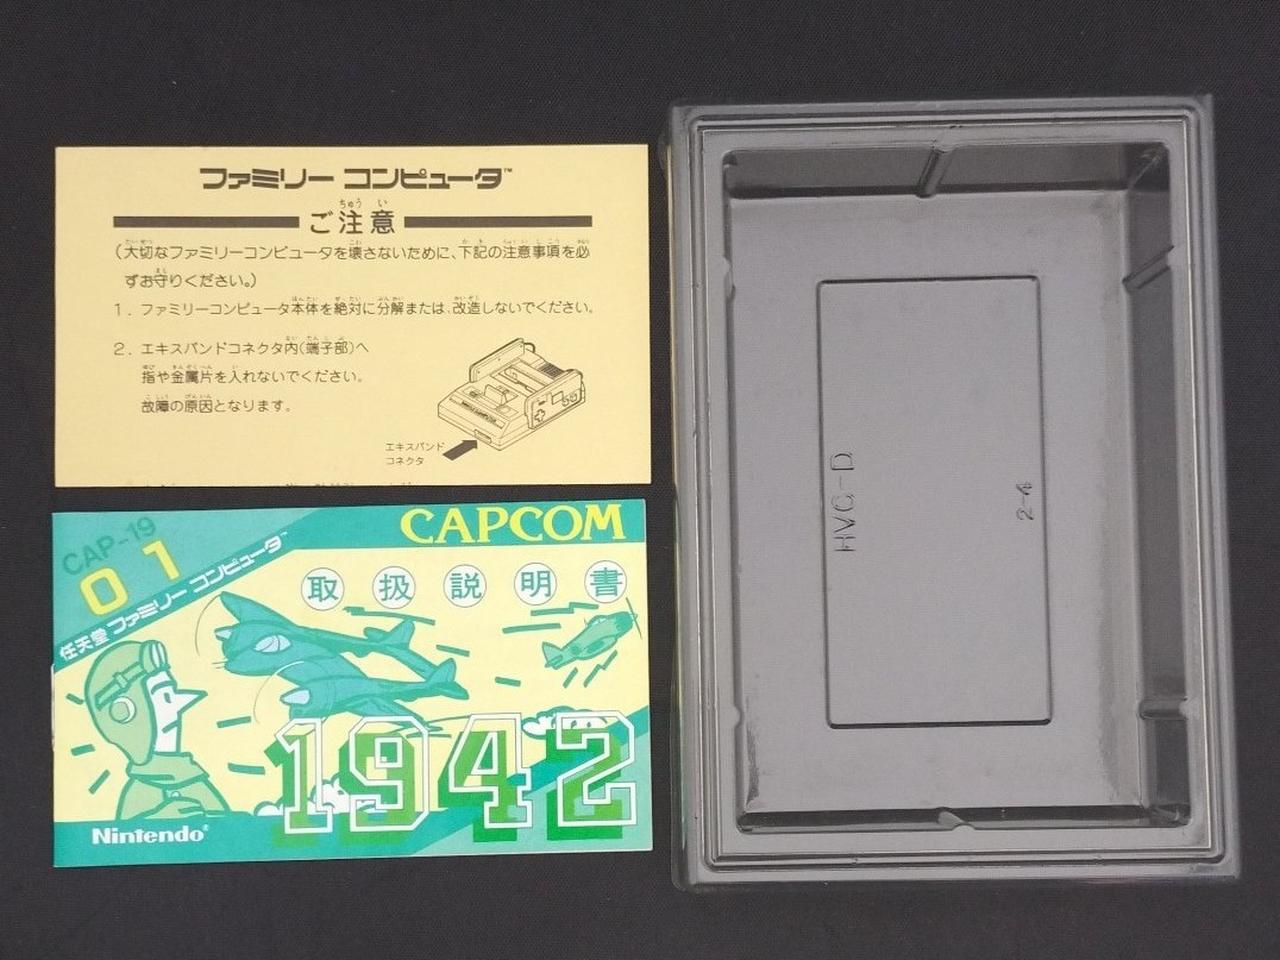 ファミリー コンピュータ™
ご注意
(大切なファミリーコンピュータを壊さないために、下記の注意事項を必
ずお守りください。)
1. ファミリーコンピュータ本体を絶対に分解または、改造しないでください。
2. エキスパンドコネクタ内(端子部)へ
指や金属片を入れないでください。
故障の原因となります。
エキスパンド
コネクタ
CAP-19
01
任天堂 ファミリー コンピュータ™
CAPCOM
取扱説明書
1942
Nintendo®
HVC-D
2-4